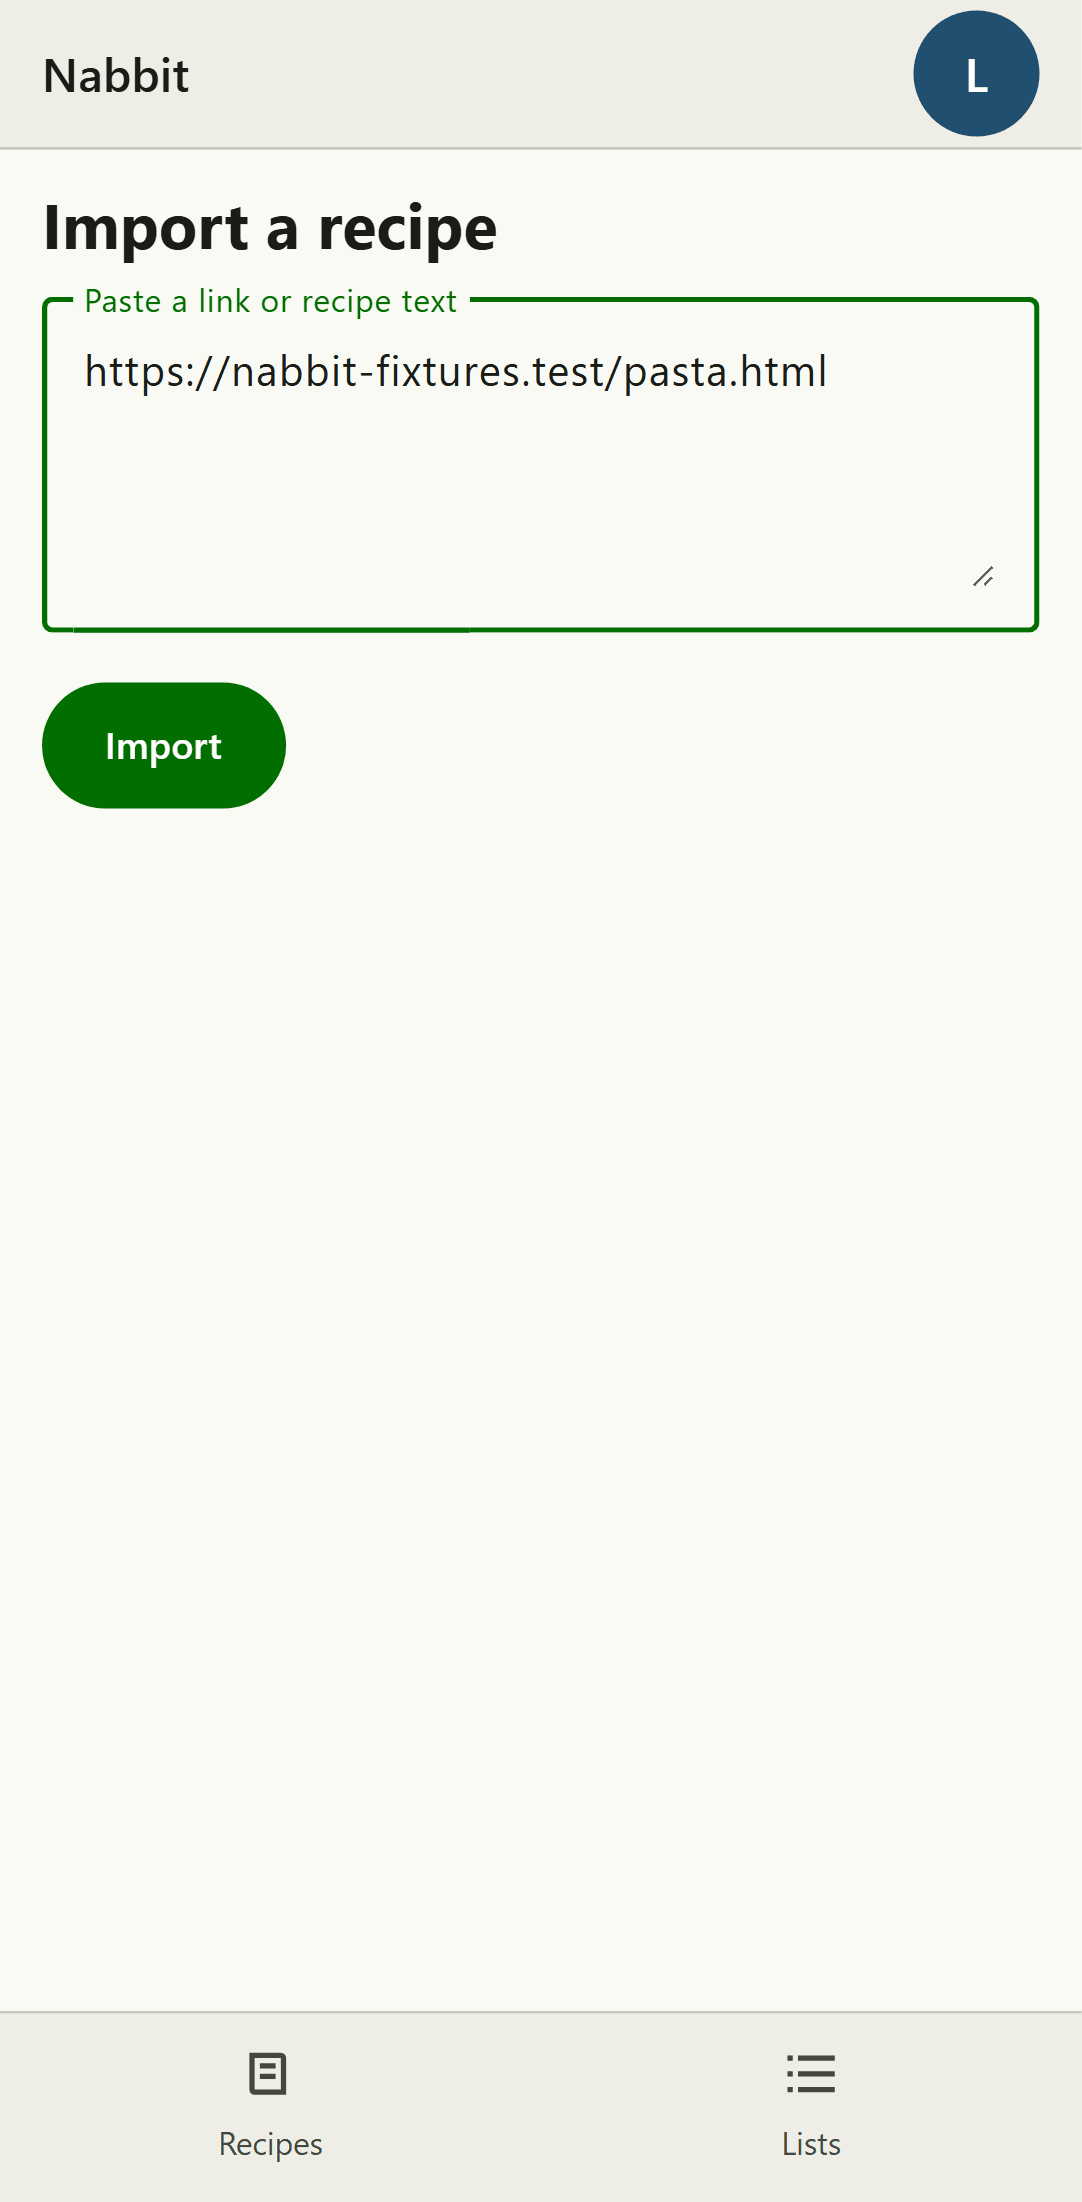 Nabbit
L
Import a recipe
Paste a link or recipe text
https://nabbit-fixtures.test/pasta.html
Import
Recipes
Lists